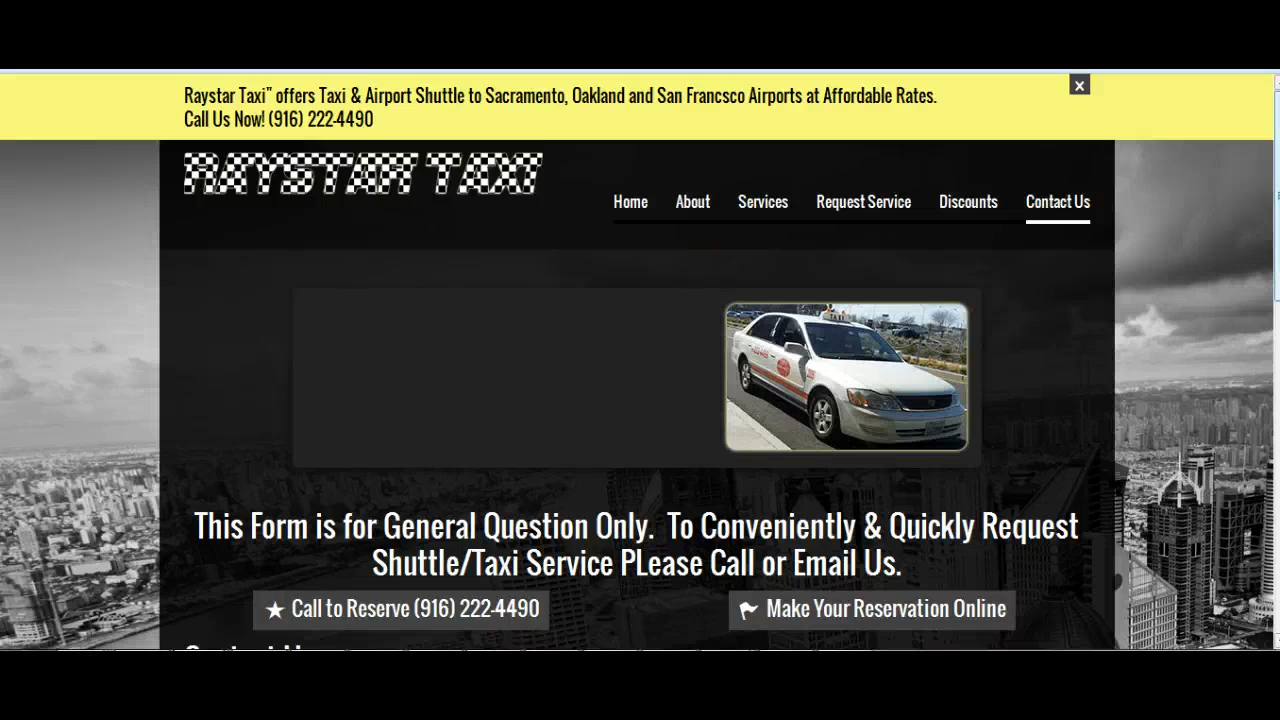 Raystar Taxi" offers Taxi & Airport Shuttle to Sacramento, Oakland and San Francsco Airports at Affordable Rates.
Call Us Now! (916) 222-4490
RAYSTAR TAXI
Home About Services Request Service Discounts Contact Us
TAXI
This Form is for General Question Only. To Conveniently & Quickly Request
Shuttle/Taxi Service PLease Call or Email Us.
Call to Reserve (916) 222-4490
Make Your Reservation Online